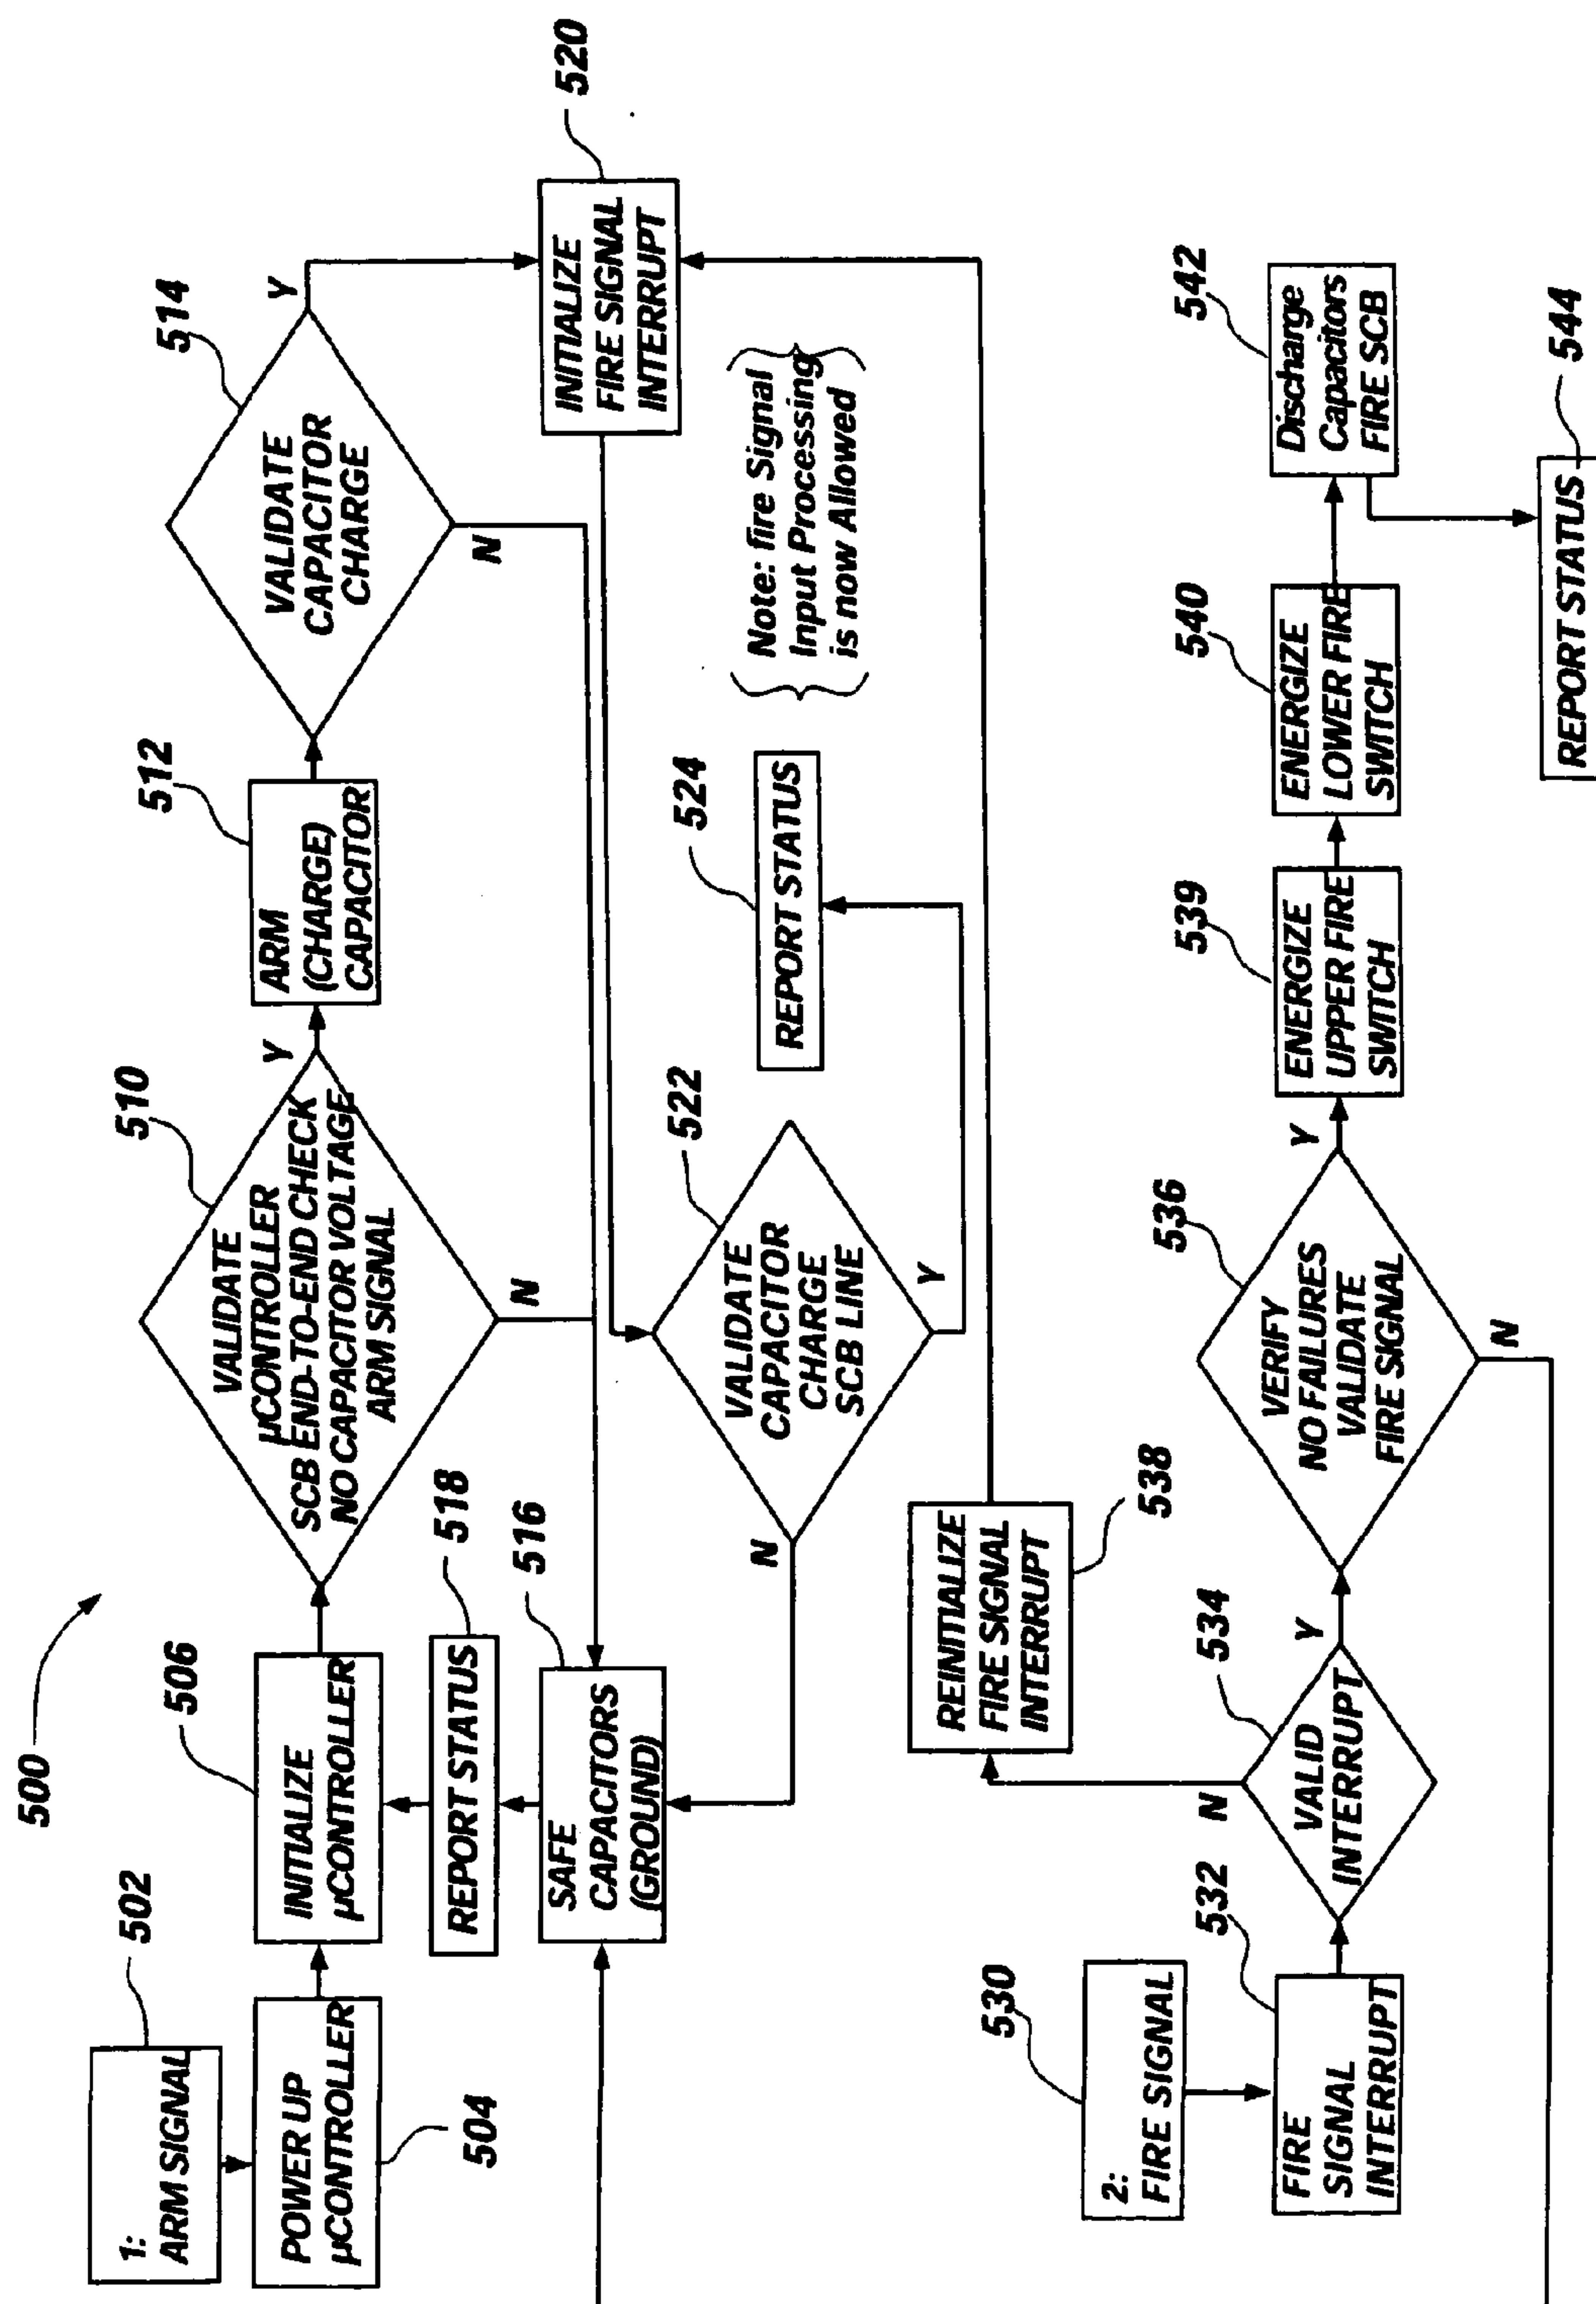 500
502
1:
ARM SIGNAL
POWER UP
µCONTROLLER
504
506
INITIALIZE
µCONTROLLER
510
VALIDATE
µCONTROLLER
SCB END-TO-END CHECK
NO CAPACITOR VOLTAGE
ARM SIGNAL
Y
N
512
ARM
(CHARGE)
CAPACITOR
514
VALIDATE
CAPACITOR
CHARGE
Y
N
518
REPORT STATUS
516
SAFE
CAPACITORS
(GROUND)
520
INITIALIZE
FIRE SIGNAL
INTERRUPT
522
VALIDATE
CAPACITOR
CHARGE
SCB LINE
N
Y
524
REPORT STATUS
Note: fire Signal
Input Processing
is now Allowed
530
2:
FIRE SIGNAL
532
FIRE
SIGNAL
INTERRUPT
534
VALID
INTERRUPT
N
Y
REINITIALIZE
FIRE SIGNAL
INTERRUPT
538
536
VERIFY
NO FAILURES
VALIDATE
FIRE SIGNAL
Y
N
539
ENERGIZE
UPPER FIRE
SWITCH
540
ENERGIZE
LOWER FIRE
SWITCH
542
Discharge
Capacitors
FIRE SCB
544
REPORT STATUS